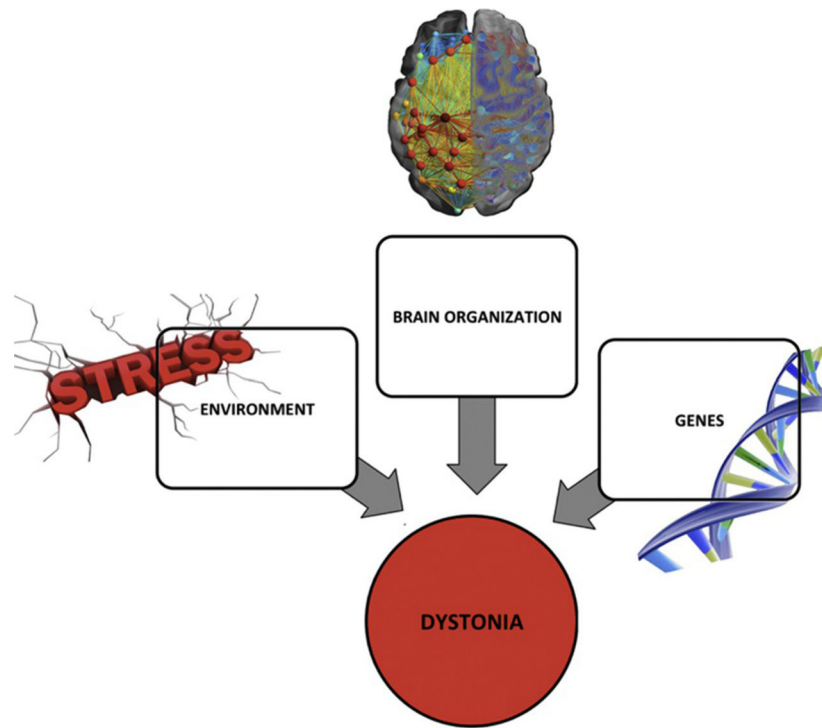 BRAIN ORGANIZATION
STRESS
ENVIRONMENT
GENES
DYSTONIA